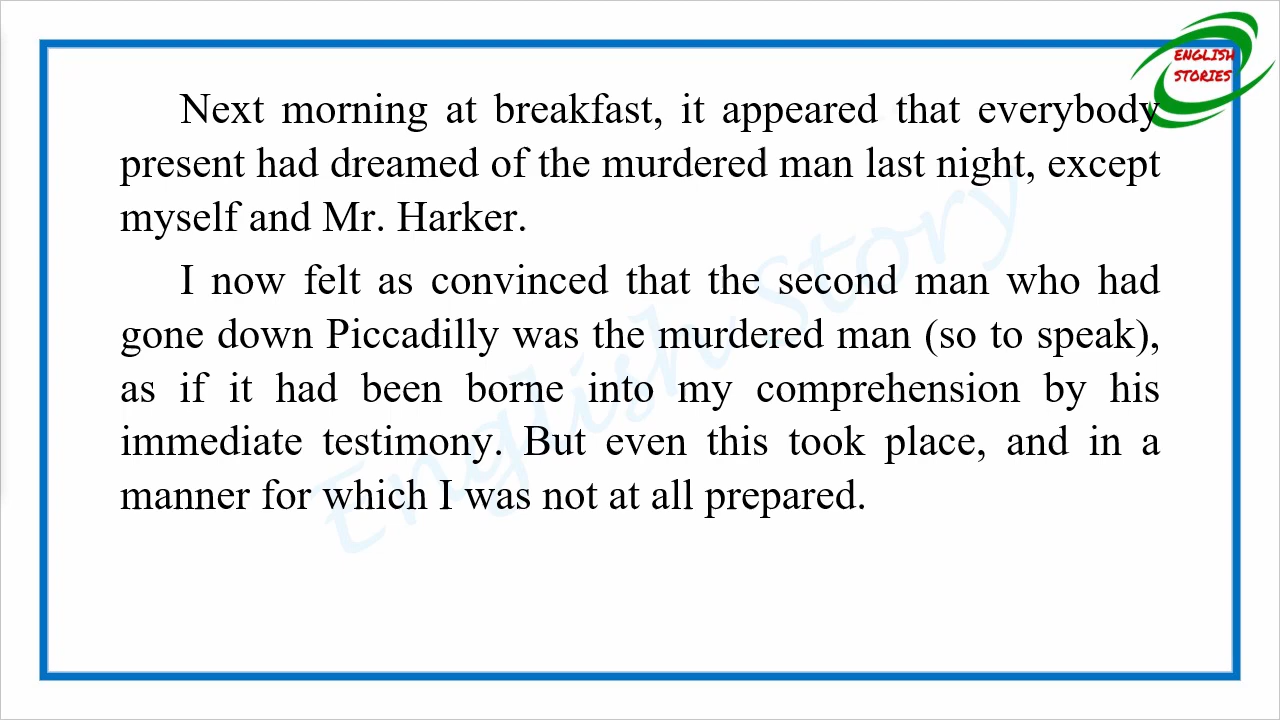 ENGLISH
STORIES
Next morning at breakfast, it appeared that everybody
present had dreamed of the murdered man last night, except
myself and Mr. Harker.
I now felt as convinced that the second man who had
gone down Piccadilly was the murdered man (so to speak),
as if it had been borne into my comprehension by his
immediate testimony. But even this took place, and in a
manner for which I was not at all prepared.
English Story